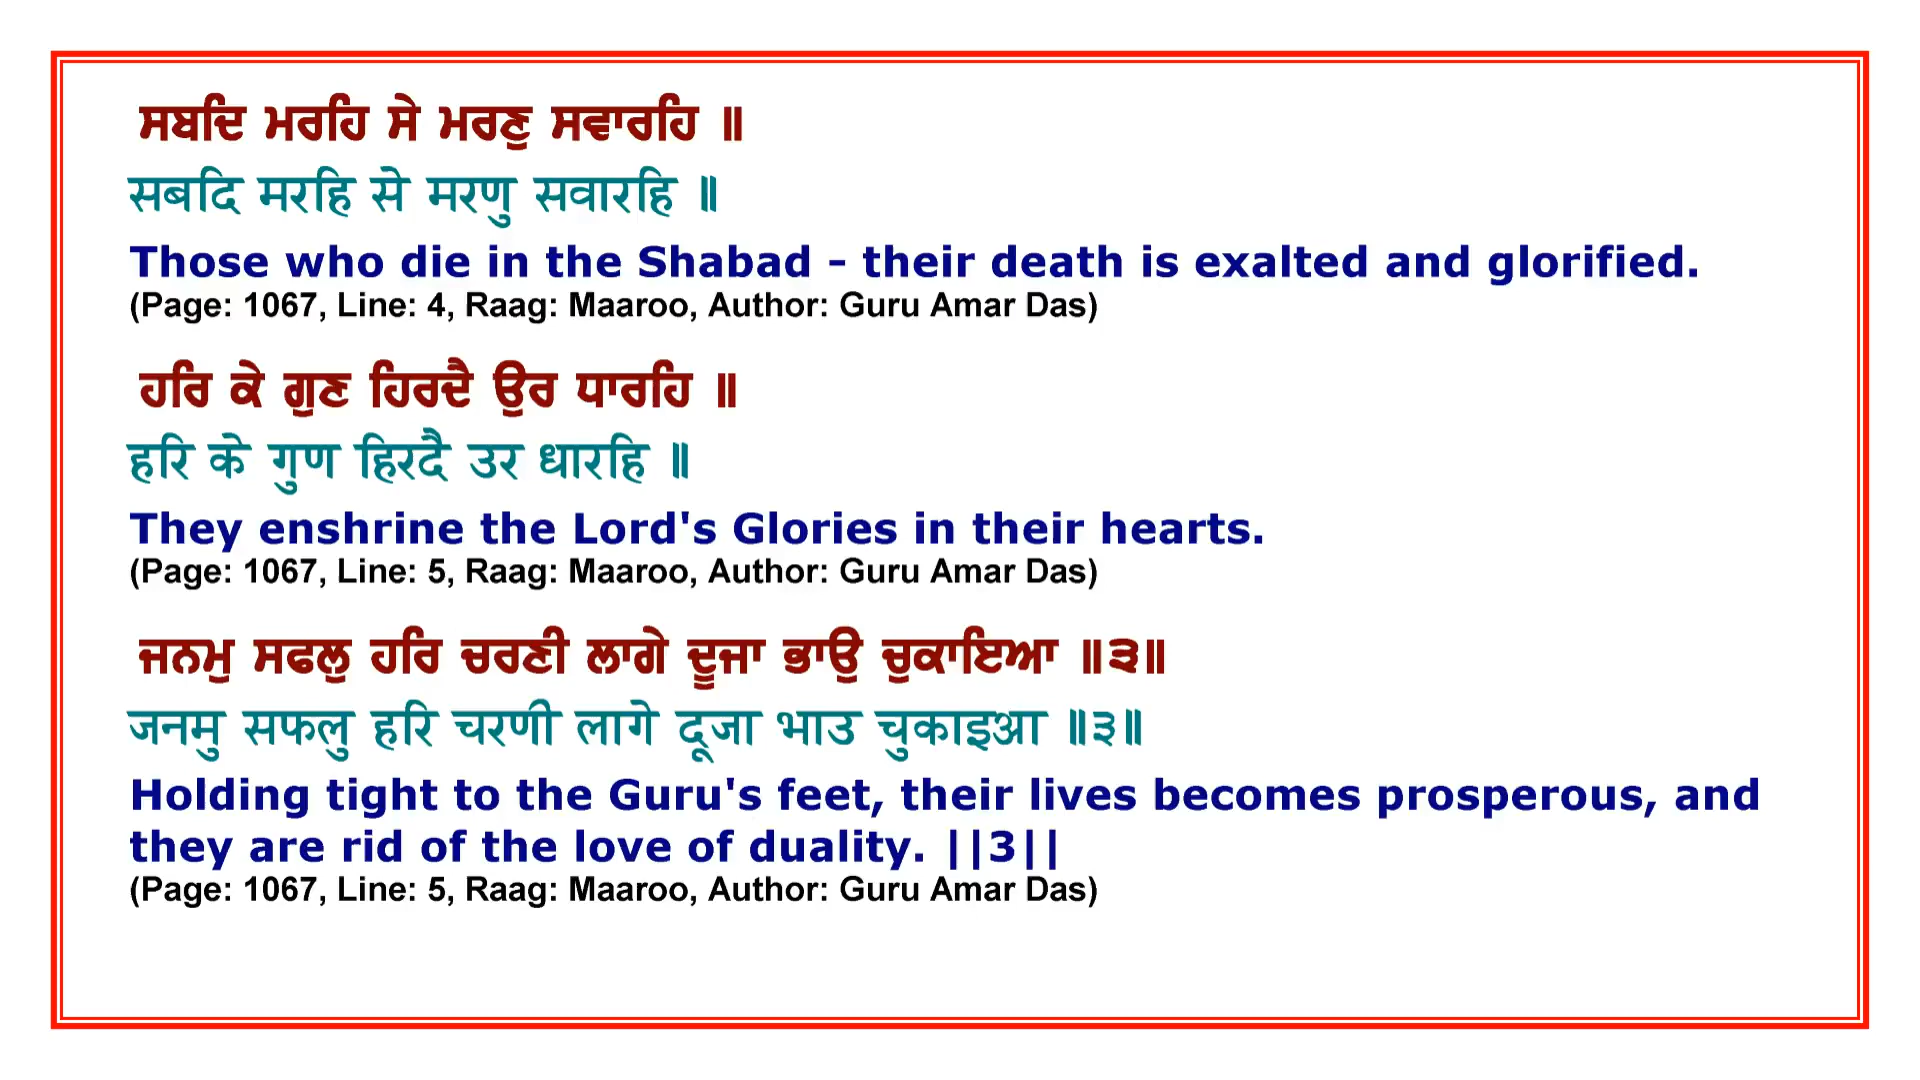 ਸਬਦਿ ਮਰਹਿ ਸੇ ਮਰਣੁ ਸਵਾਰਹਿ ॥
सबदि मरहि से मरणु सवारहि ॥
Those who die in the Shabad - their death is exalted and glorified.
(Page: 1067, Line: 4, Raag: Maaroo, Author: Guru Amar Das)
ਹਰਿ ਕੇ ਗੁਣ ਹਿਰਦੈ ਉਰ ਧਾਰਹਿ ॥
हरि के गुण हिरदै उर धारहि ॥
They enshrine the Lord's Glories in their hearts.
(Page: 1067, Line: 5, Raag: Maaroo, Author: Guru Amar Das)
ਜਨਮੁ ਸਫਲੁ ਹਰਿ ਚਰਣੀ ਲਾਗੇ ਦੂਜਾ ਭਾਉ ਚੁਕਾਇਆ ॥੩॥
जनमु सफलु हरि चरणी लागे दूजा भाउ चुकाइआ ॥३॥
Holding tight to the Guru's feet, their lives becomes prosperous, and
they are rid of the love of duality. ||3||
(Page: 1067, Line: 5, Raag: Maaroo, Author: Guru Amar Das)